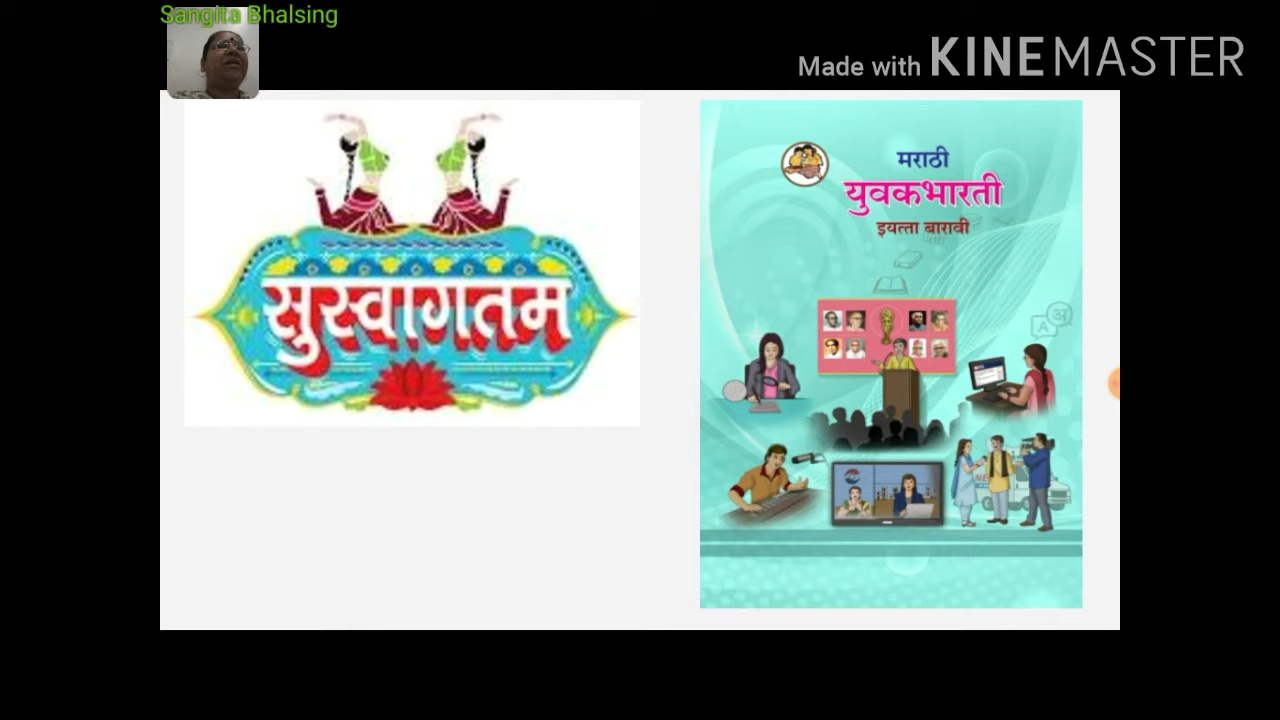 Sangita Bhalsing
Made with KINEMASTER
सुस्वागतम
मराठी
युवकभारती
इयत्ता बारावी
A अ